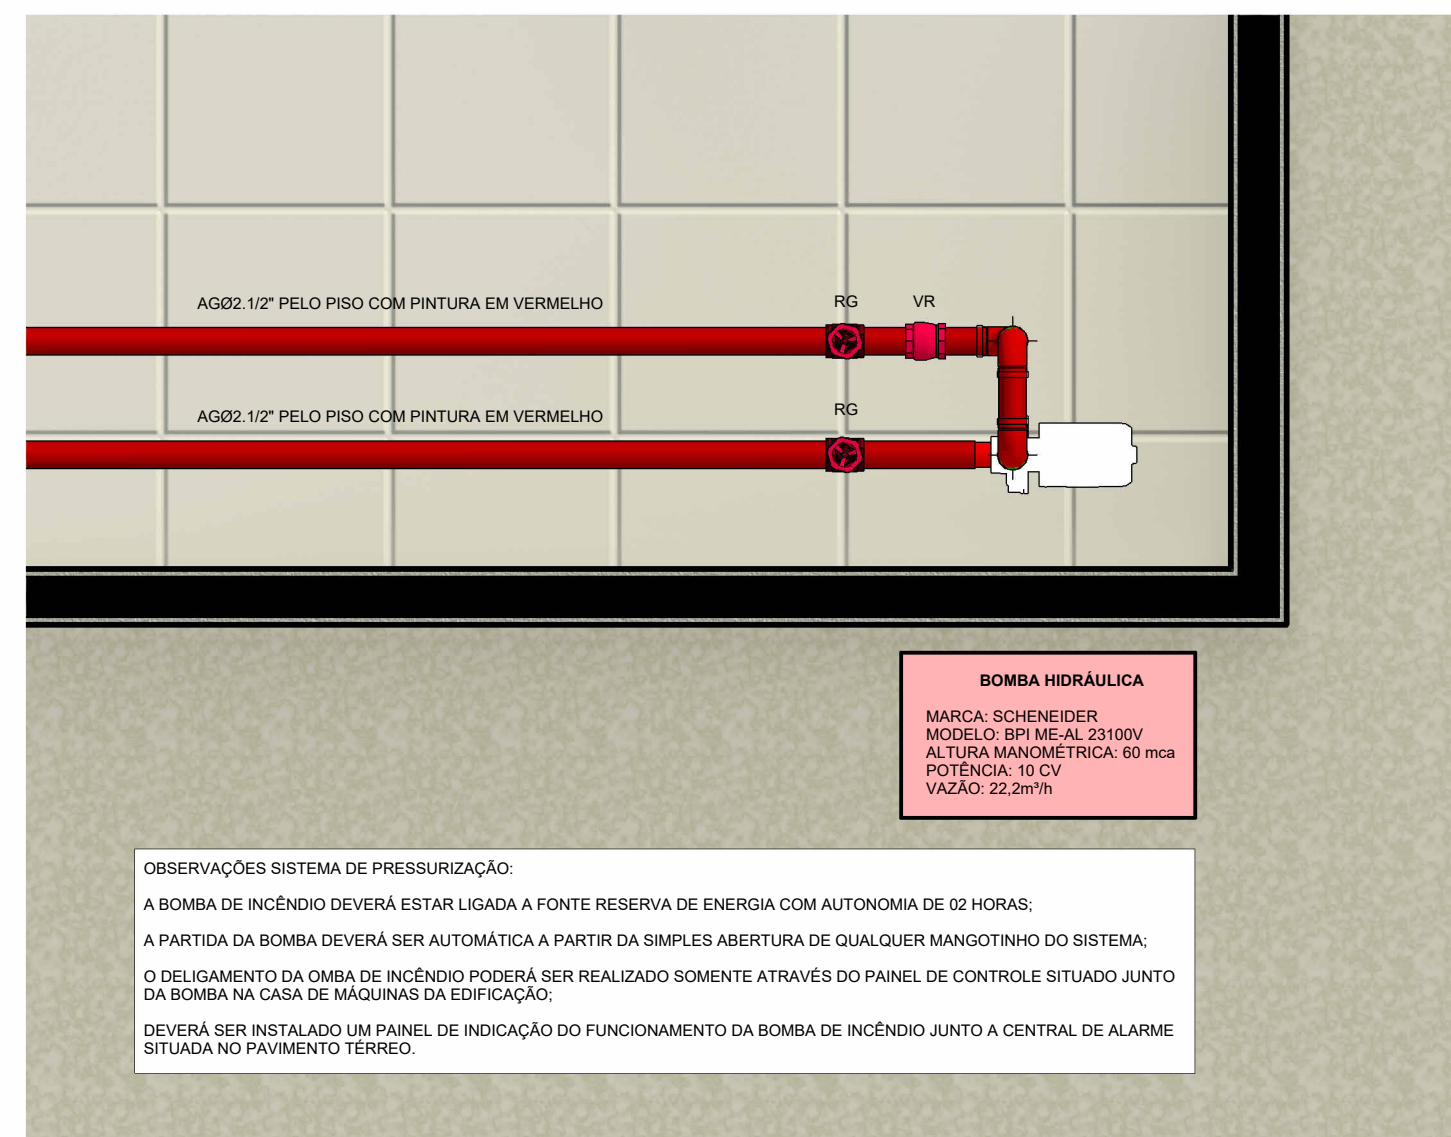 AGØ2.1/2" PELO PISO COM PINTURA EM VERMELHO
RG
VR
AGØ2.1/2" PELO PISO COM PINTURA EM VERMELHO
RG
BOMBA HIDRÁULICA
MARCA: SCHENEIDER
MODELO: BPI ME-AL 23100V
ALTURA MANOMÉTRICA: 60 mca
POTÊNCIA: 10 CV
VAZÃO: 22,2m³/h
OBSERVAÇÕES SISTEMA DE PRESSURIZAÇÃO:
A BOMBA DE INCÊNDIO DEVERÁ ESTAR LIGADA A FONTE RESERVA DE ENERGIA COM AUTONOMIA DE 02 HORAS;
A PARTIDA DA BOMBA DEVERÁ SER AUTOMÁTICA A PARTIR DA SIMPLES ABERTURA DE QUALQUER MANGOTINHO DO SISTEMA;
O DELIGAMENTO DA OMBA DE INCÊNDIO PODERÁ SER REALIZADO SOMENTE ATRAVÉS DO PAINEL DE CONTROLE SITUADO JUNTO
DA BOMBA NA CASA DE MÁQUINAS DA EDIFICAÇÃO;
DEVERÁ SER INSTALADO UM PAINEL DE INDICAÇÃO DO FUNCIONAMENTO DA BOMBA DE INCÊNDIO JUNTO A CENTRAL DE ALARME
SITUADA NO PAVIMENTO TÉRREO.